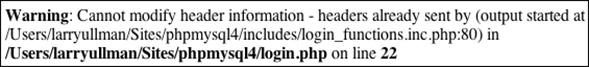 Warning: Cannot modify header information - headers already sent by (output started at
/Users/larryullman/Sites/phpmysql4/includes/login_functions.inc.php:80) in
/Users/larryullman/Sites/phpmysql4/login.php on line 22